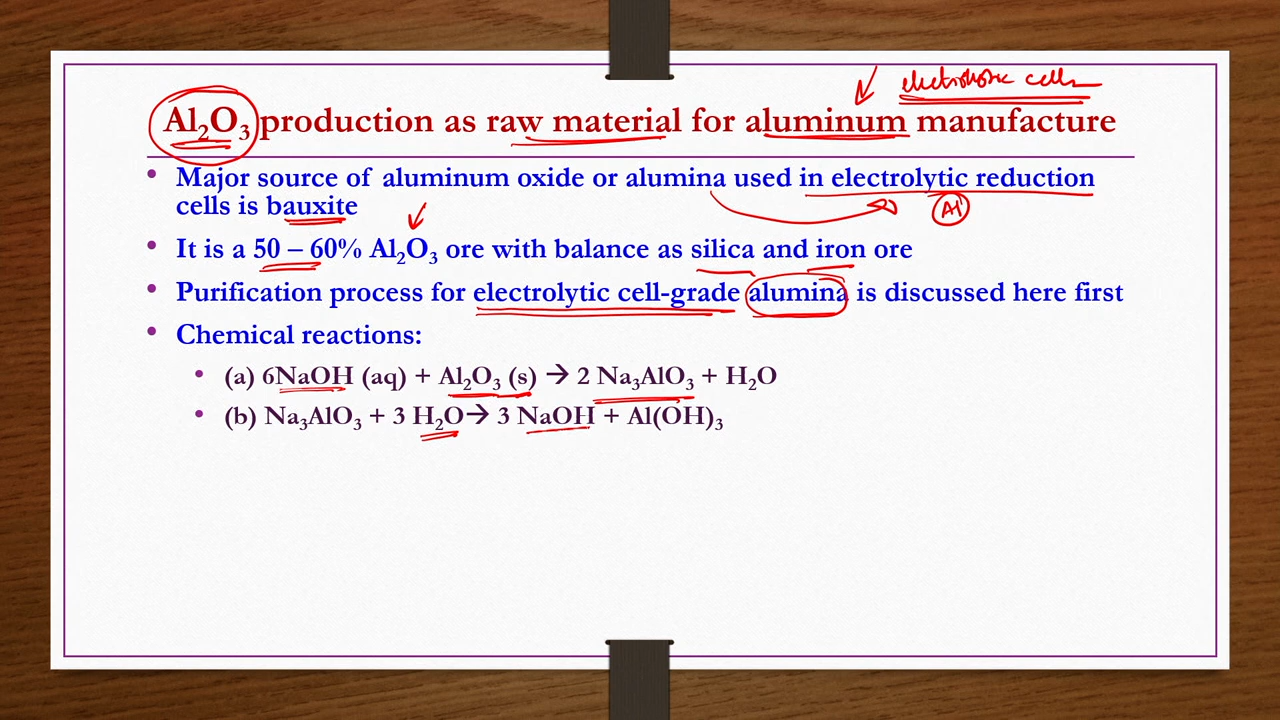 electrolytic cells
Al₂O₃ production as raw material for aluminum manufacture
• Major source of aluminum oxide or alumina used in electrolytic reduction
cells is bauxite
Al
• It is a 50 – 60% Al₂O₃ ore with balance as silica and iron ore
• Purification process for electrolytic cell-grade alumina is discussed here first
• Chemical reactions:
• (a) 6NaOH (aq) + Al₂O₃ (s) → 2 Na₃AlO₃ + H₂O
• (b) Na₃AlO₃ + 3 H₂O→ 3 NaOH + Al(OH)₃